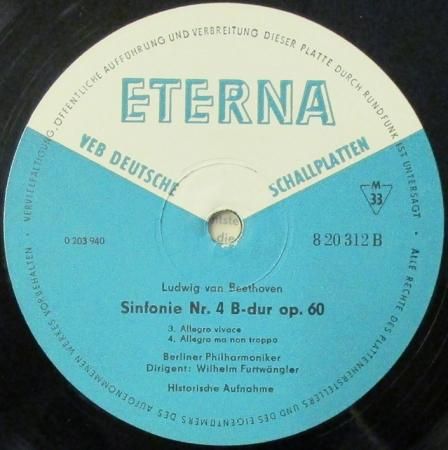 VERVIELFÄLTIGUNG, ÖFFENTLICHE AUFFÜHRUNG UND VERBREITUNG DIESER PLATTE DURCH RUNDFUNK IST UNTERSAGT · ALLE RECHTE DES PLATTENHERSTELLERS UND DES EIGENTÜMERS DES AUFGENOMMENEN WERKES VORBEHALTEN ·
ETERNA
VEB DEUTSCHE SCHALLPLATTEN
M
33
0 203 940
8 20 312 B
die
Ludwig van Beethoven
Sinfonie Nr. 4 B-dur op. 60
3. Allegro vivace
4. Allegro ma non troppo
Berliner Philharmoniker
Dirigent: Wilhelm Furtwängler
Historische Aufnahme